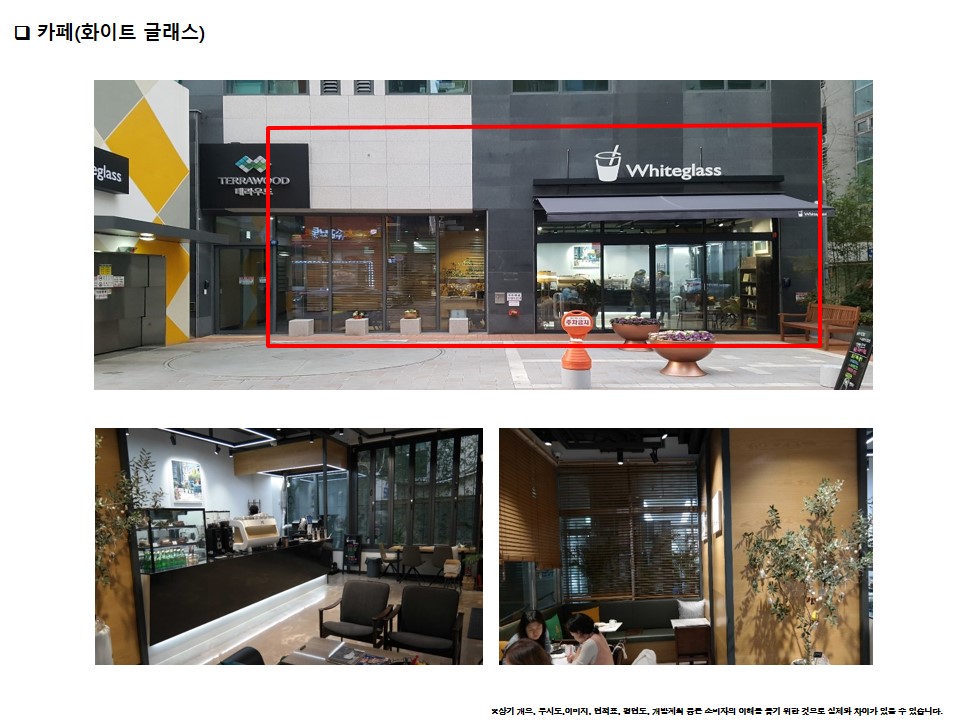 ❑ 카페(화이트 글래스)
eglass
TERRAWOOD
테라우드
Whiteglass
주차금지
※상기 개요, 투시도,이미지, 면적표, 평면도, 개발계획 등은 소비자의 이해를 돕기 위한 것으로 실제와 차이가 있을 수 있습니다.